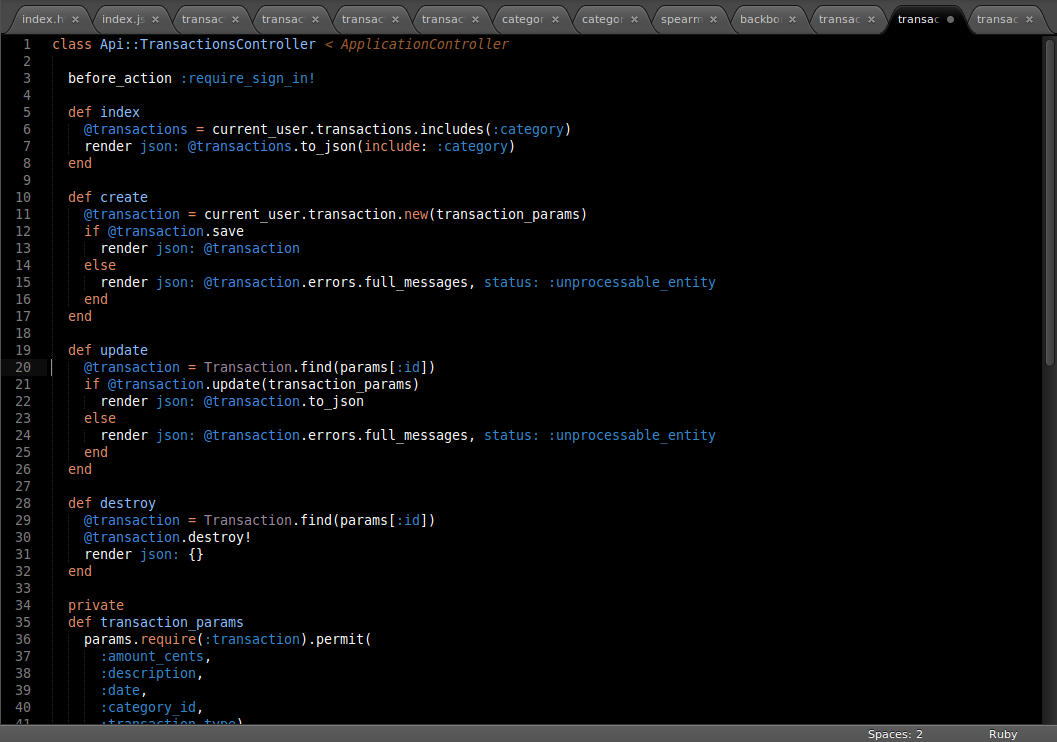 index.h × index.js × transac × transac × transac × transac × categor × categor × spearm × backbo × transac × transac ● transac ×
1 class Api::TransactionsController < ApplicationController
2
3   before_action :require_sign_in!
4
5   def index
6     @transactions = current_user.transactions.includes(:category)
7     render json: @transactions.to_json(include: :category)
8   end
9
10   def create
11     @transaction = current_user.transaction.new(transaction_params)
12     if @transaction.save
13       render json: @transaction
14     else
15       render json: @transaction.errors.full_messages, status: :unprocessable_entity
16     end
17   end
18
19   def update
20     @transaction = Transaction.find(params[:id])
21     if @transaction.update(transaction_params)
22       render json: @transaction.to_json
23     else
24       render json: @transaction.errors.full_messages, status: :unprocessable_entity
25     end
26   end
27
28   def destroy
29     @transaction = Transaction.find(params[:id])
30     @transaction.destroy!
31     render json: {}
32   end
33
34   private
35   def transaction_params
36     params.require(:transaction).permit(
37       :amount_cents,
38       :description,
39       :date,
40       :category_id,
41       :transaction_type)
Spaces: 2 Ruby